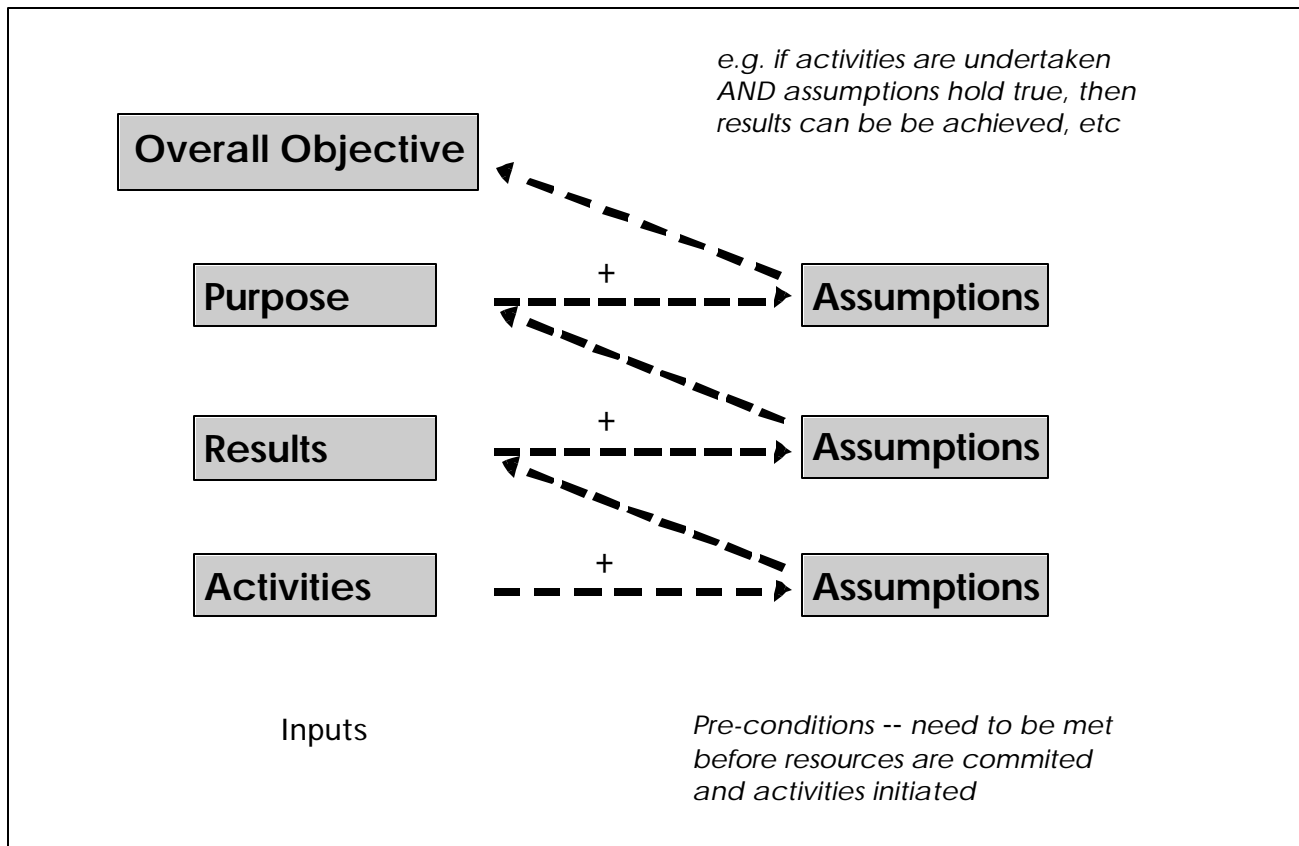 e.g. if activities are undertaken
AND assumptions hold true, then
results can be be achieved, etc
Overall Objective
+
Purpose
Assumptions
+
Results
Assumptions
+
Activities
Assumptions
Inputs
Pre-conditions -- need to be met
before resources are commited
and activities initiated